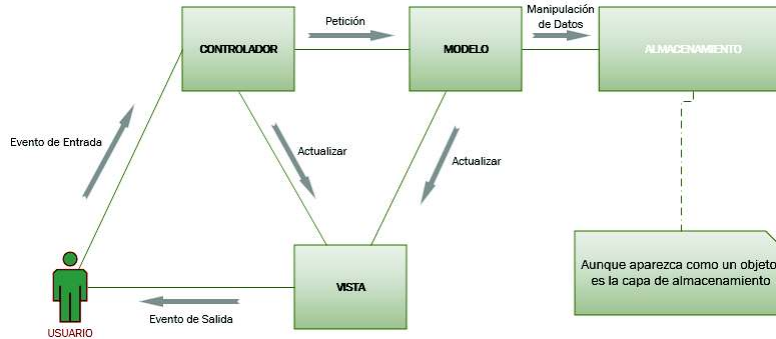 Petición
Manipulación
de Datos
CONTROLADOR
MODELO
ALMACENAMIENTO
Evento de Entrada
Actualizar
Actualizar
Aunque aparezca como un objeto
es la capa de almacenamiento
VISTA
Evento de Salida
USUARIO